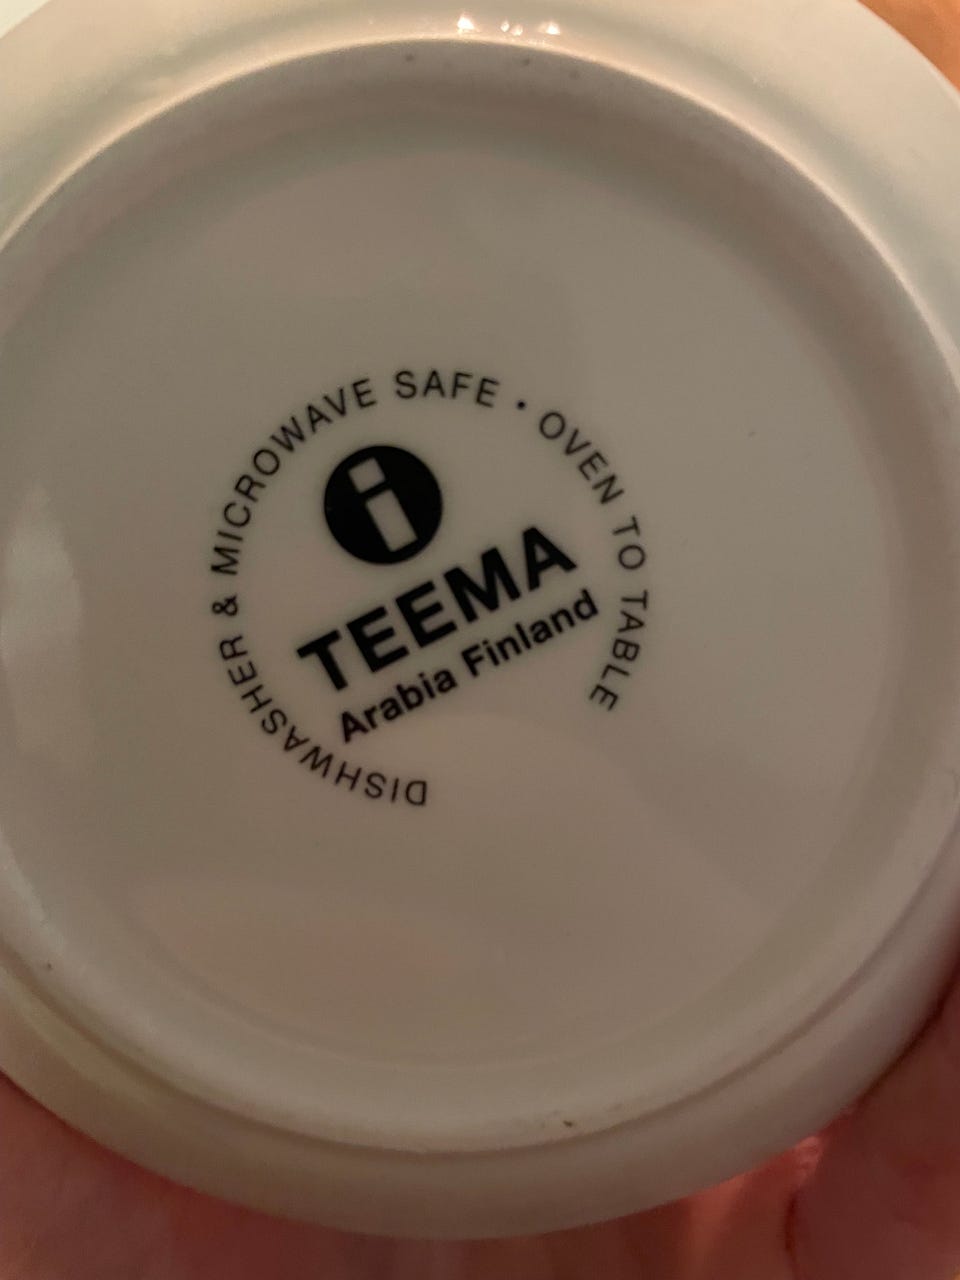 DISHWASHER & MICROWAVE SAFE • OVEN TO TABLE
i
TEEMA
Arabia Finland